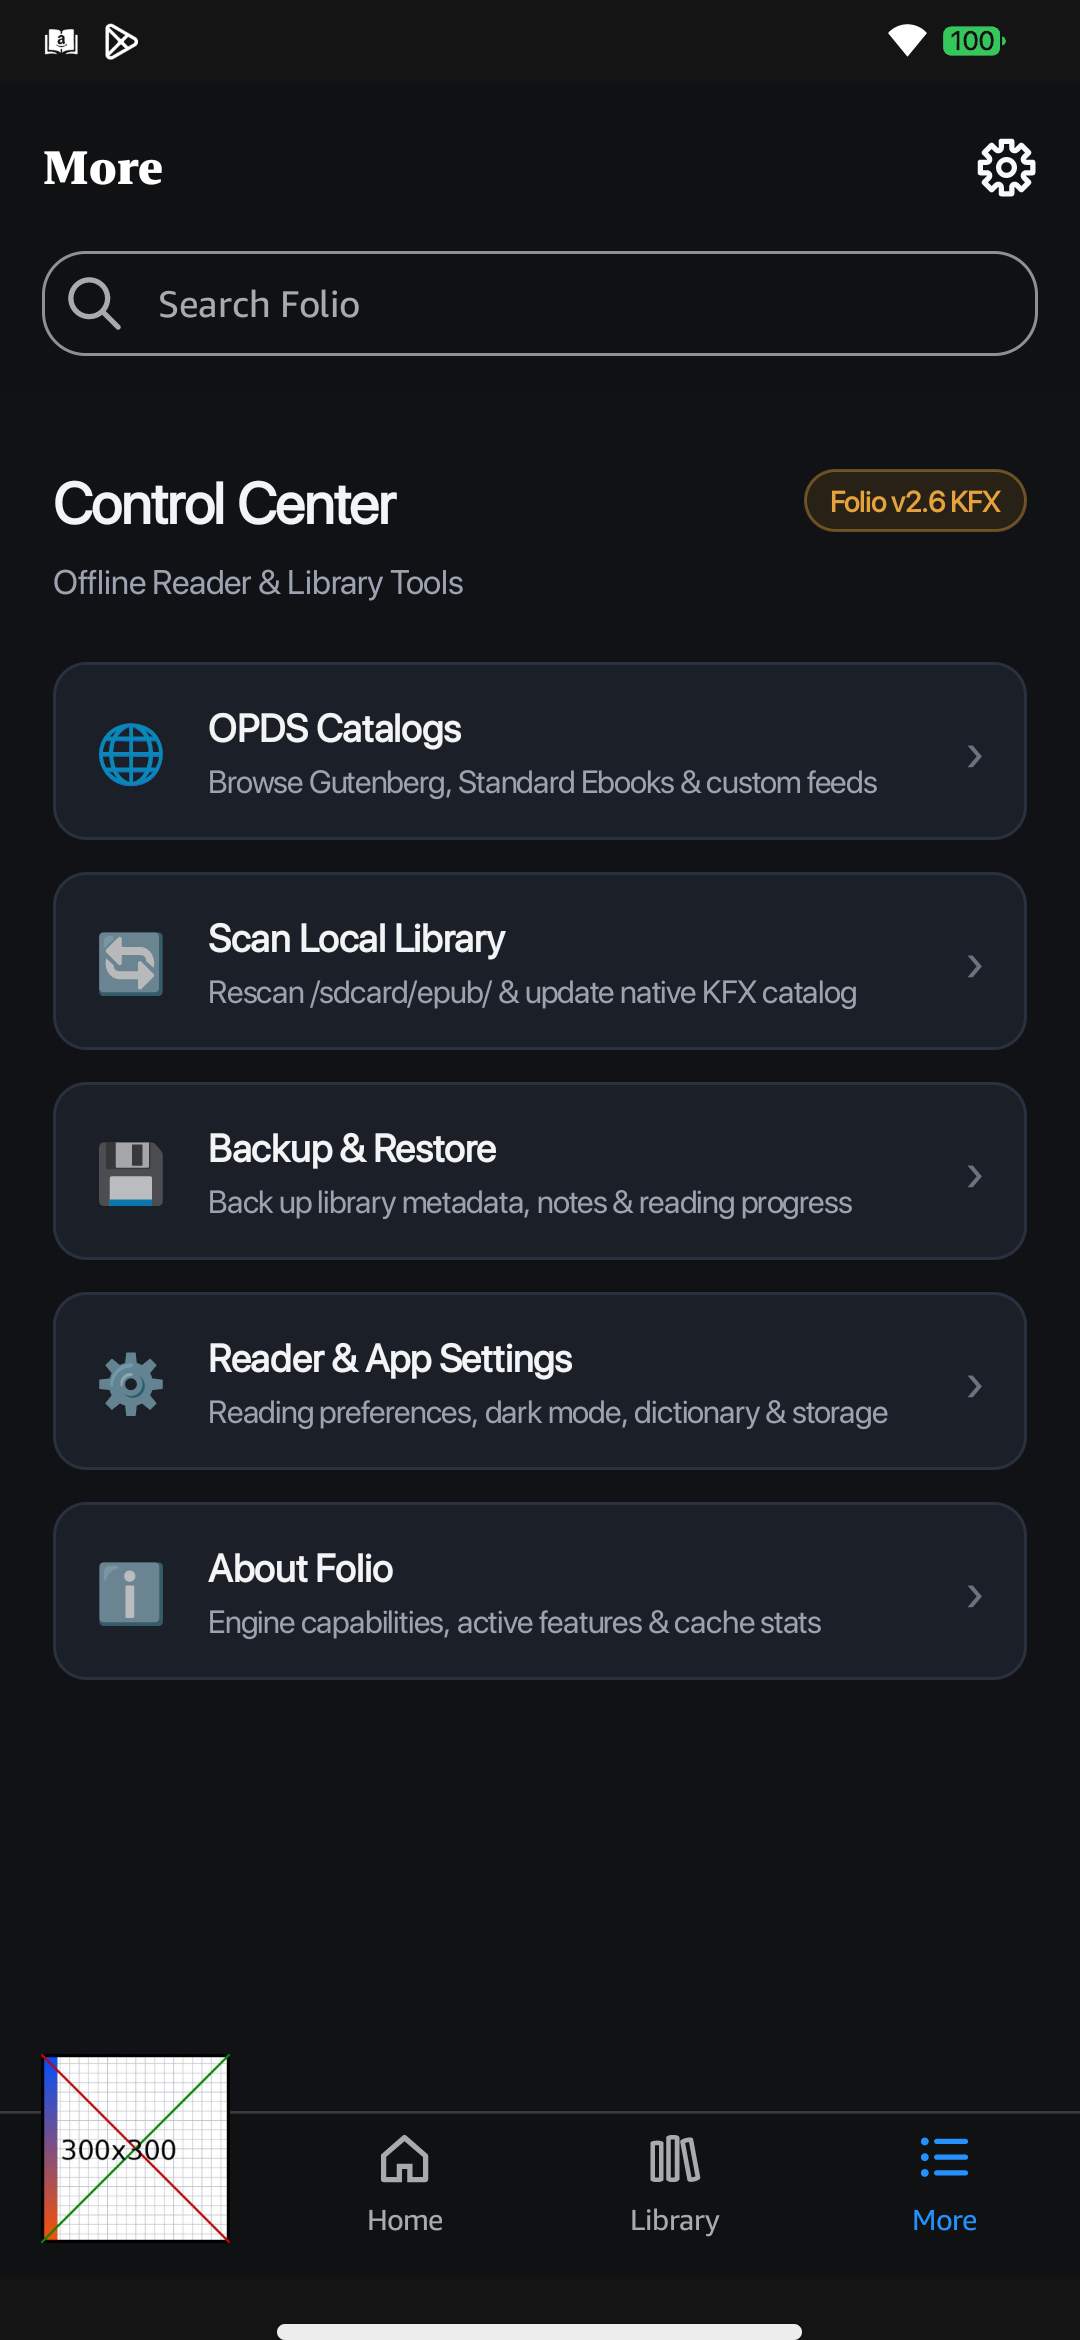 100
More
Search Folio
Control Center
Folio v2.6 KFX
Offline Reader & Library Tools
OPDS Catalogs
Browse Gutenberg, Standard Ebooks & custom feeds
Scan Local Library
Rescan /sdcard/epub/ & update native KFX catalog
Backup & Restore
Back up library metadata, notes & reading progress
Reader & App Settings
Reading preferences, dark mode, dictionary & storage
About Folio
Engine capabilities, active features & cache stats
300x300
Home
Library
More